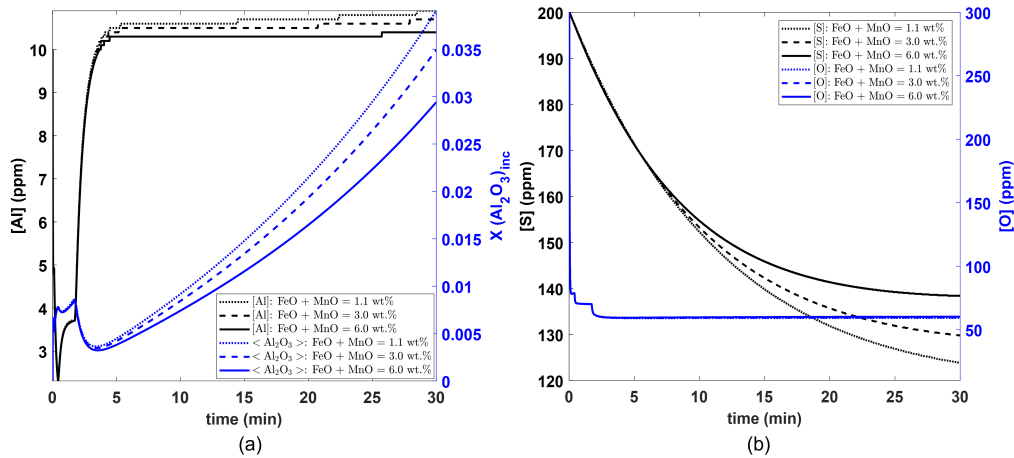 10
9
8
7
6
5
4
3
[Al] (ppm)
0
5
10
15
20
25
30
time (min)
0.035
0.03
0.025
0.02
0.015
0.01
0.005
0
X (Al2O3)inc
[Al]: FeO + MnO = 1.1 wt%
[Al]: FeO + MnO = 3.0 wt.%
[Al]: FeO + MnO = 6.0 wt.%
< Al2O3 >: FeO + MnO = 1.1 wt%
< Al2O3 >: FeO + MnO = 3.0 wt.%
< Al2O3 >: FeO + MnO = 6.0 wt.%
(a)
200
190
180
170
160
150
140
130
120
[S] (ppm)
0
5
10
15
20
25
30
time (min)
300
250
200
150
100
50
[O] (ppm)
[S]: FeO + MnO = 1.1 wt%
[S]: FeO + MnO = 3.0 wt.%
[S]: FeO + MnO = 6.0 wt.%
[O]: FeO + MnO = 1.1 wt%
[O]: FeO + MnO = 3.0 wt.%
[O]: FeO + MnO = 6.0 wt.%
(b)